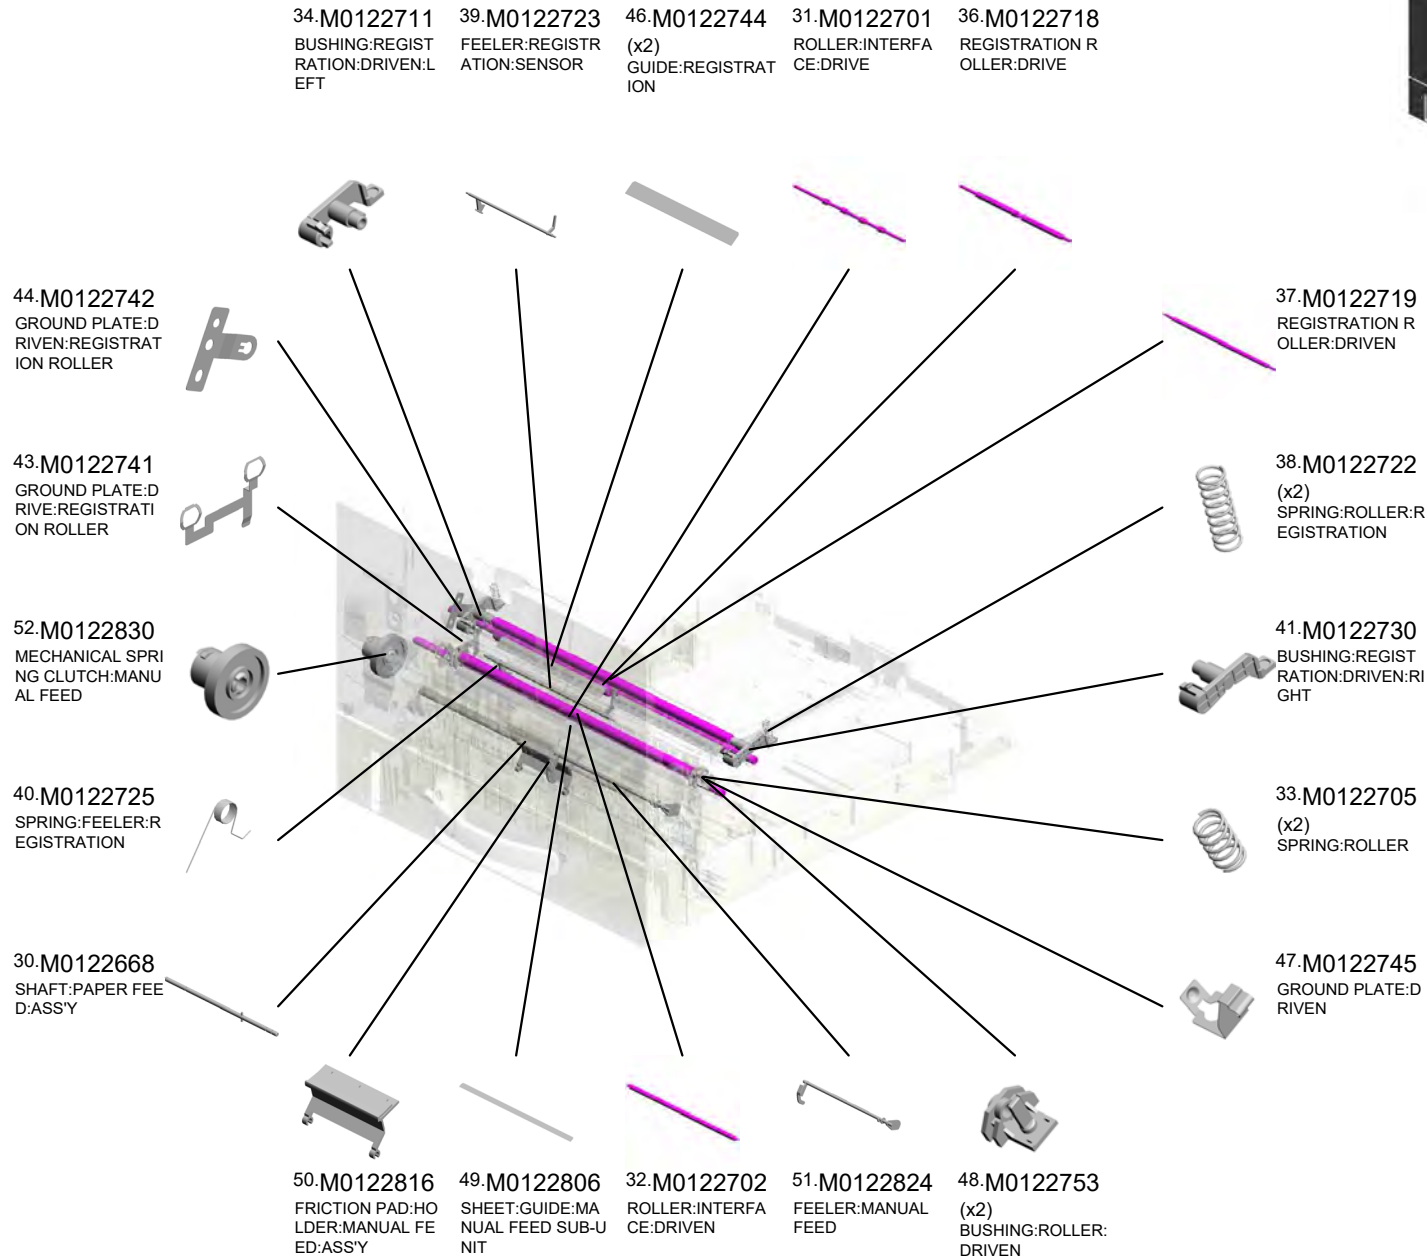 34.M0122711
BUSHING:REGIST
RATION:DRIVEN:L
EFT
39.M0122723
FEELER:REGISTR
ATION:SENSOR
46.M0122744
(x2)
GUIDE:REGISTRAT
ION
31.M0122701
ROLLER:INTERFA
CE:DRIVE
36.M0122718
REGISTRATION R
OLLER:DRIVE
44.M0122742
GROUND PLATE:D
RIVEN:REGISTRAT
ION ROLLER
37.M0122719
REGISTRATION R
OLLER:DRIVEN
43.M0122741
GROUND PLATE:D
RIVE:REGISTRATI
ON ROLLER
38.M0122722
(x2)
SPRING:ROLLER:R
EGISTRATION
52.M0122830
MECHANICAL SPRI
NG CLUTCH:MANU
AL FEED
41.M0122730
BUSHING:REGIST
RATION:DRIVEN:RI
GHT
40.M0122725
SPRING:FEELER:R
EGISTRATION
33.M0122705
(x2)
SPRING:ROLLER
30.M0122668
SHAFT:PAPER FEE
D:ASS'Y
47.M0122745
GROUND PLATE:D
RIVEN
50.M0122816
FRICTION PAD:HO
LDER:MANUAL FE
ED:ASS'Y
49.M0122806
SHEET:GUIDE:MA
NUAL FEED SUB-U
NIT
32.M0122702
ROLLER:INTERFA
CE:DRIVEN
51.M0122824
FEELER:MANUAL
FEED
48.M0122753
(x2)
BUSHING:ROLLER:
DRIVEN